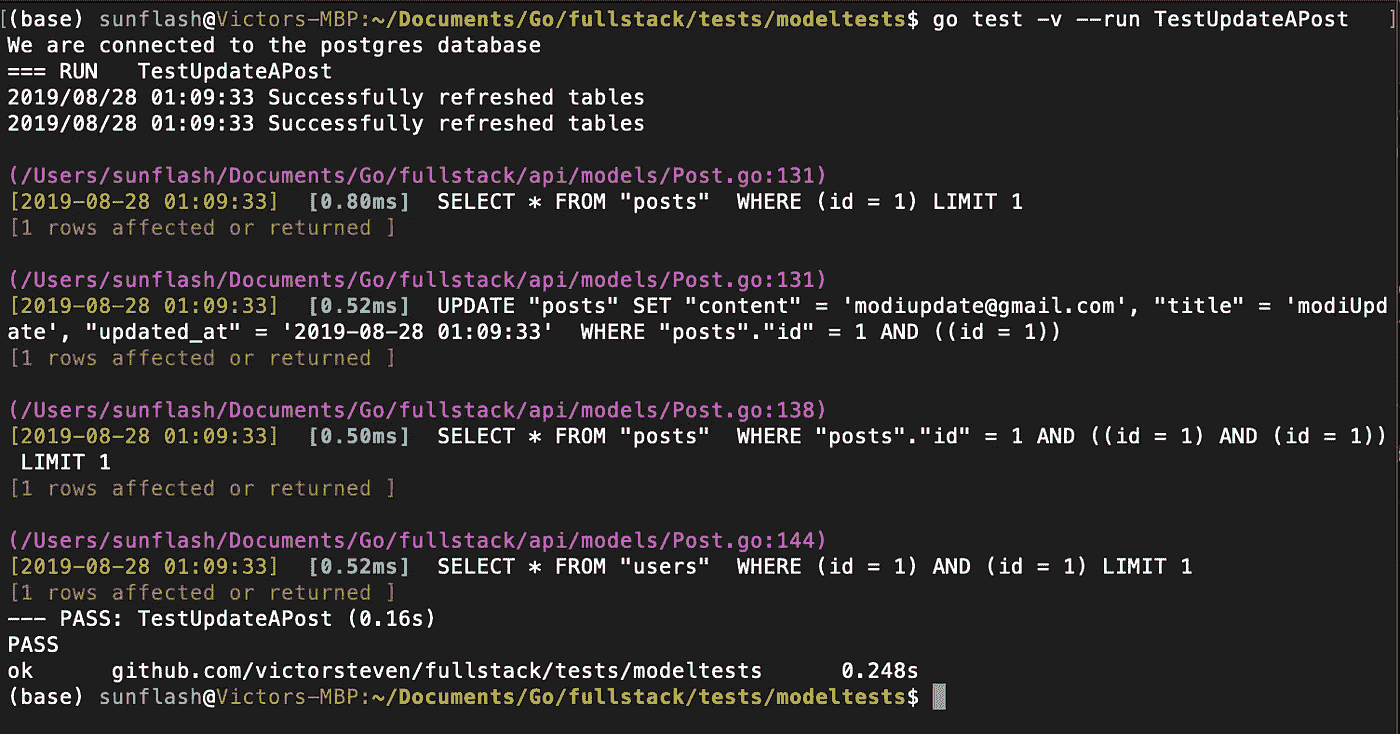 [(base) sunflash@Victors-MBP:~/Documents/Go/fullstack/tests/modeltests$ go test -v --run TestUpdateAPost ]
We are connected to the postgres database
=== RUN   TestUpdateAPost
2019/08/28 01:09:33 Successfully refreshed tables
2019/08/28 01:09:33 Successfully refreshed tables
(/Users/sunflash/Documents/Go/fullstack/api/models/Post.go:131)
[2019-08-28 01:09:33]  [0.80ms]  SELECT * FROM "posts"  WHERE (id = 1) LIMIT 1
[1 rows affected or returned ]
(/Users/sunflash/Documents/Go/fullstack/api/models/Post.go:131)
[2019-08-28 01:09:33]  [0.52ms]  UPDATE "posts" SET "content" = 'modiupdate@gmail.com', "title" = 'modiUpd
ate', "updated_at" = '2019-08-28 01:09:33'  WHERE "posts"."id" = 1 AND ((id = 1))
[1 rows affected or returned ]
(/Users/sunflash/Documents/Go/fullstack/api/models/Post.go:138)
[2019-08-28 01:09:33]  [0.50ms]  SELECT * FROM "posts"  WHERE "posts"."id" = 1 AND ((id = 1) AND (id = 1))
 LIMIT 1
[1 rows affected or returned ]
(/Users/sunflash/Documents/Go/fullstack/api/models/Post.go:144)
[2019-08-28 01:09:33]  [0.52ms]  SELECT * FROM "users"  WHERE (id = 1) AND (id = 1) LIMIT 1
[1 rows affected or returned ]
--- PASS: TestUpdateAPost (0.16s)
PASS
ok      github.com/victorsteven/fullstack/tests/modeltests      0.248s
(base) sunflash@Victors-MBP:~/Documents/Go/fullstack/tests/modeltests$